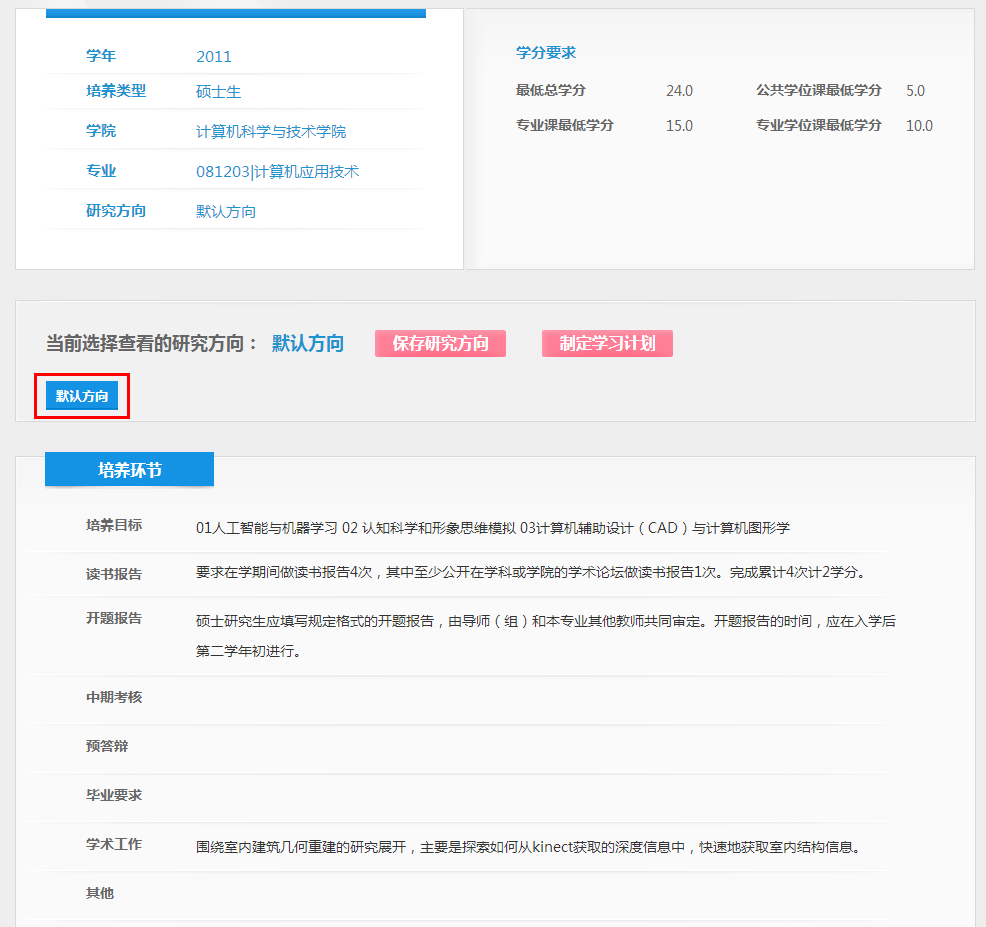 学年 2011
培养类型 硕士生
学院 计算机科学与技术学院
专业 081203|计算机应用技术
研究方向 默认方向
学分要求
最低总学分 24.0 公共学位课最低学分 5.0
专业课最低学分 15.0 专业学位课最低学分 10.0
当前选择查看的研究方向： 默认方向 保存研究方向 制定学习计划
默认方向
培养环节
培养目标 01人工智能与机器学习 02 认知科学和形象思维模拟 03计算机辅助设计（CAD）与计算机图形学
读书报告 要求在学期间做读书报告4次，其中至少公开在学科或学院的学术论坛做读书报告1次。完成累计4次计2学分。
开题报告 硕士研究生应填写规定格式的开题报告，由导师（组）和本专业其他教师共同审定。开题报告的时间，应在入学后
第二学年初进行。
中期考核
预答辩
毕业要求
学术工作 围绕室内建筑几何重建的研究展开，主要是探索如何从kinect获取的深度信息中，快速地获取室内结构信息。
其他